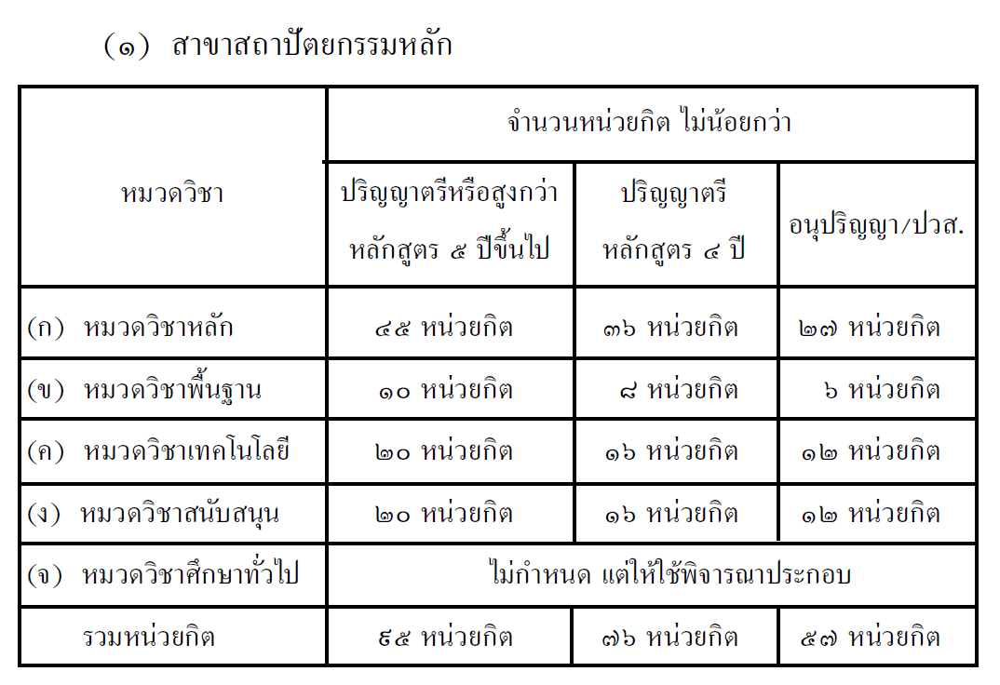 (๑) สาขาสถาปัตยกรรมหลัก
หมวดวิชา
จำนวนหน่วยกิต ไม่น้อยกว่า
ปริญญาตรีหรือสูงกว่า
หลักสูตร ๕ ปีขึ้นไป
ปริญญาตรี
หลักสูตร ๔ ปี
อนุปริญญา/ปวส.
(ก) หมวดวิชาหลัก ๔๕ หน่วยกิต ๓๖ หน่วยกิต ๒๗ หน่วยกิต
(ข) หมวดวิชาพื้นฐาน ๑๐ หน่วยกิต ๘ หน่วยกิต ๖ หน่วยกิต
(ค) หมวดวิชาเทคโนโลยี ๒๐ หน่วยกิต ๑๖ หน่วยกิต ๑๒ หน่วยกิต
(ง) หมวดวิชาสนับสนุน ๒๐ หน่วยกิต ๑๖ หน่วยกิต ๑๒ หน่วยกิต
(จ) หมวดวิชาศึกษาทั่วไป ไม่กำหนด แต่ให้ใช้พิจารณาประกอบ
รวมหน่วยกิต ๙๕ หน่วยกิต ๗๖ หน่วยกิต ๕๗ หน่วยกิต